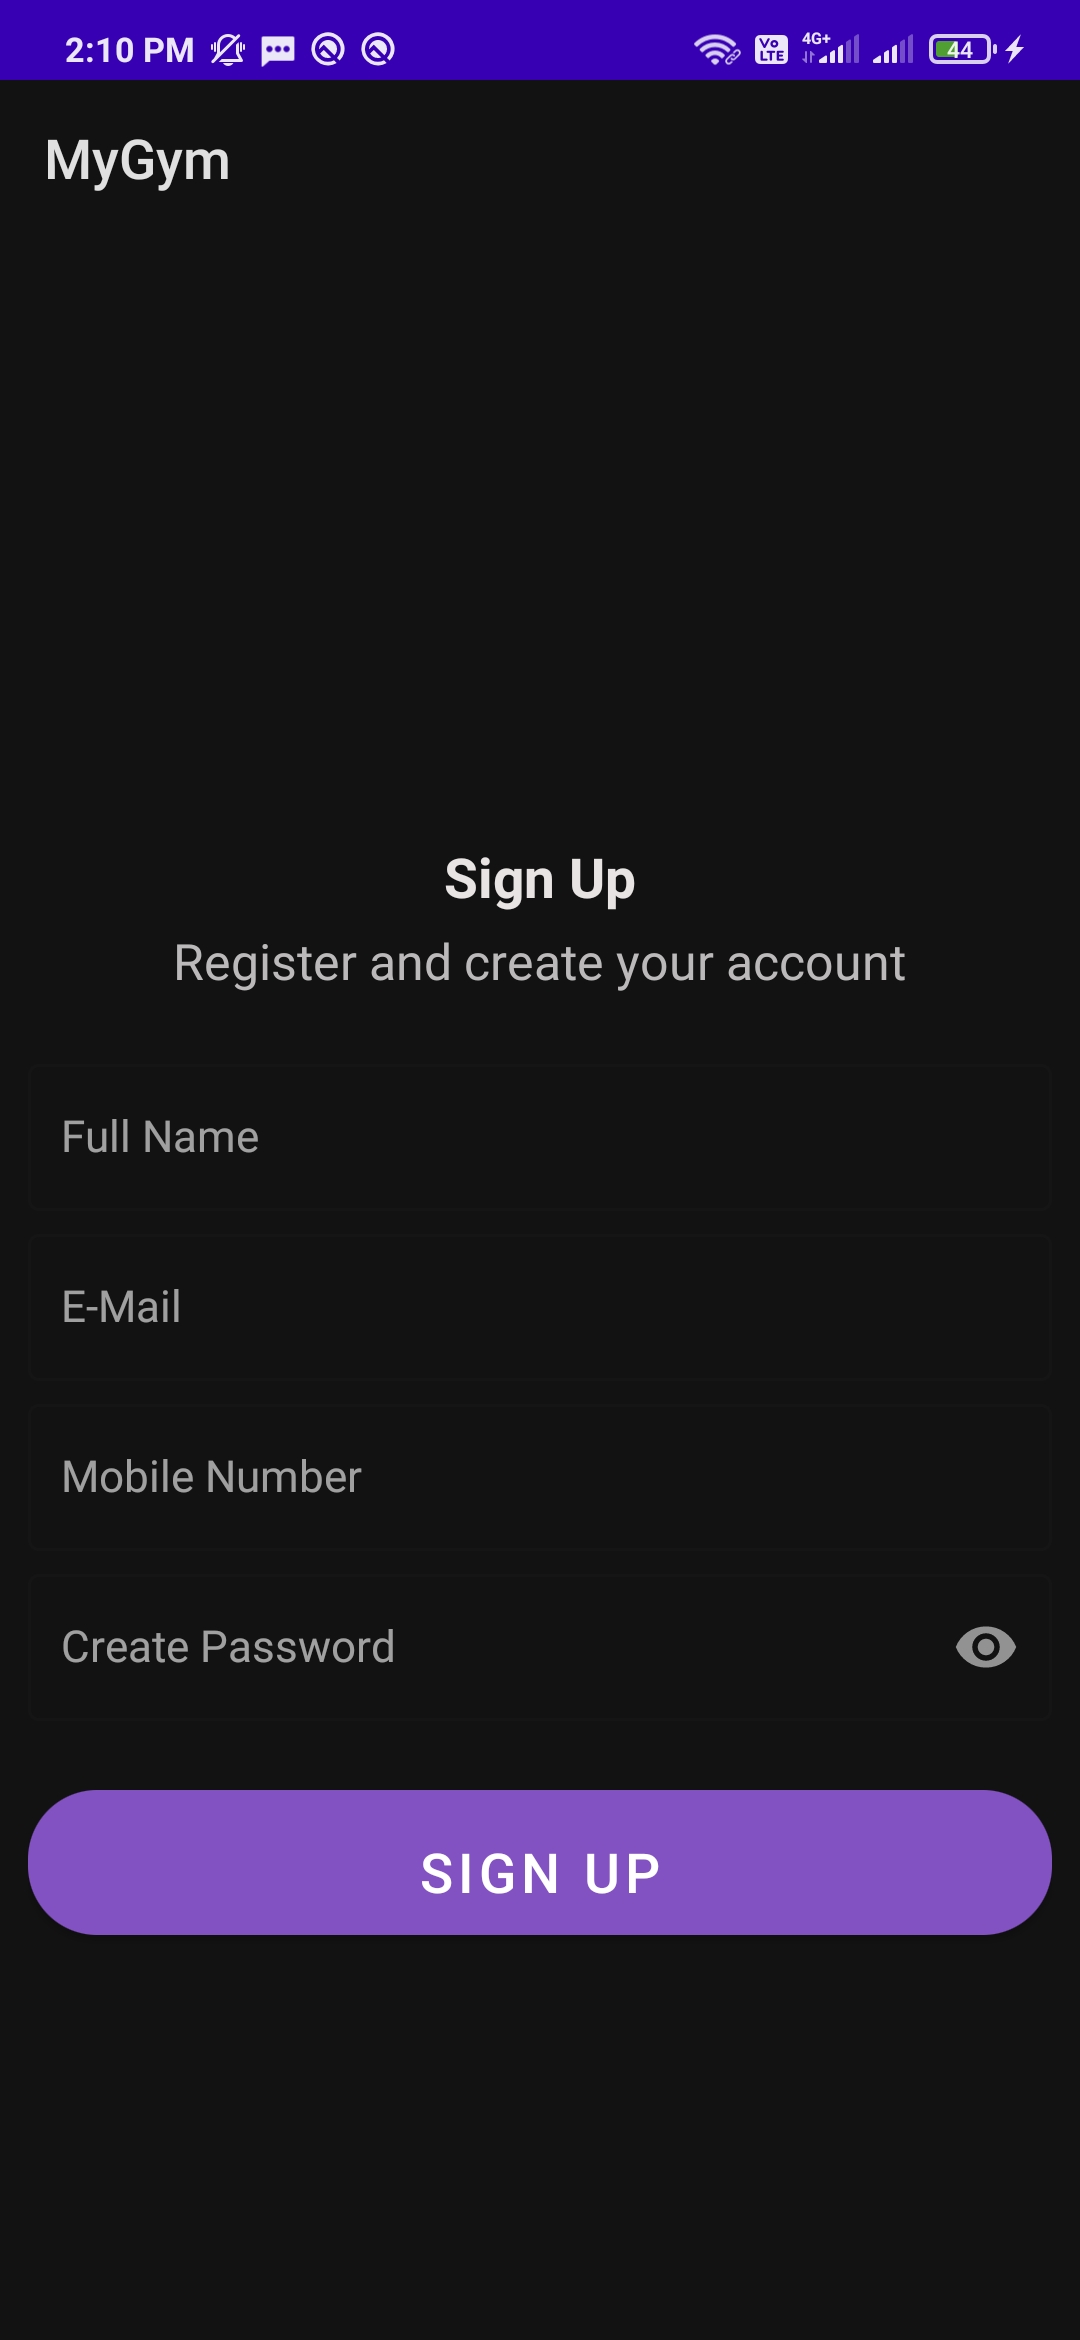 2:10 PM
Vo LTE 4G+ 44
MyGym
Sign Up
Register and create your account
Full Name
E-Mail
Mobile Number
Create Password
SIGN UP